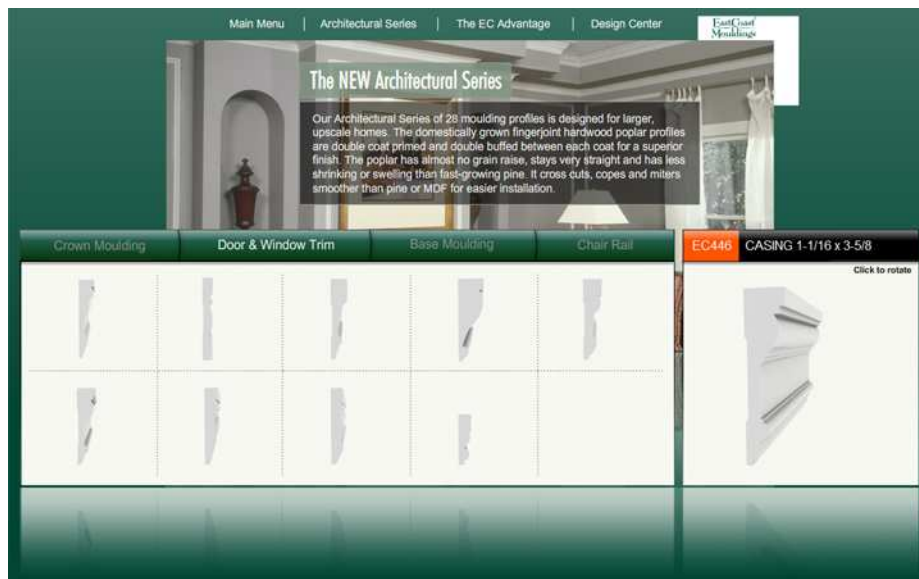 Main Menu | Architectural Series | The EC Advantage | Design Center
EastCoast
Mouldings
The NEW Architectural Series
Our Architectural Series of 28 moulding profiles is designed for larger,
upscale homes. The domestically grown fingerjoint hardwood poplar profiles
are double coat primed and double buffed between each coat for a superior
finish. The poplar has almost no grain raise, stays very straight and has less
shrinking or swelling than fast-growing pine. It cross cuts, copes and miters
smoother than pine or MDF for easier installation.
Crown Moulding
Door & Window Trim
Base Moulding
Chair Rail
EC446 CASING 1-1/16 x 3-5/8
Click to rotate